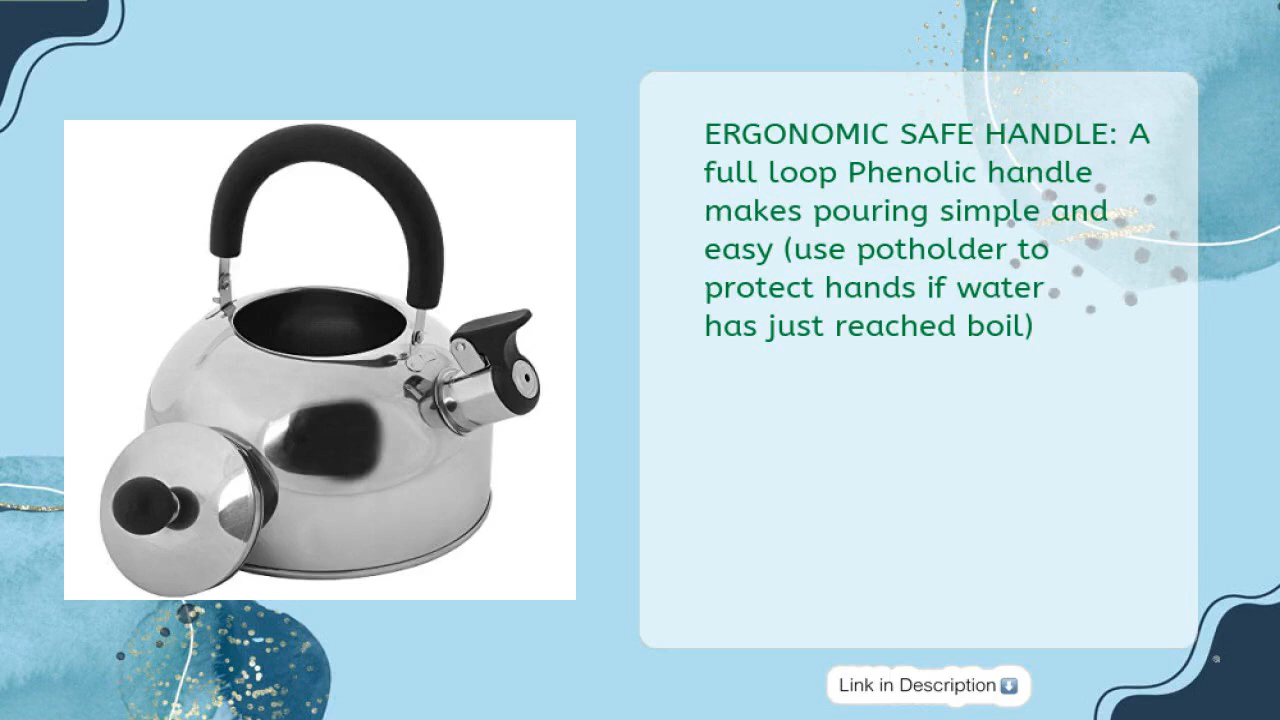 ERGONOMIC SAFE HANDLE: A
full loop Phenolic handle
makes pouring simple and
easy (use potholder to
protect hands if water
has just reached boil)
Link in Description⬇️